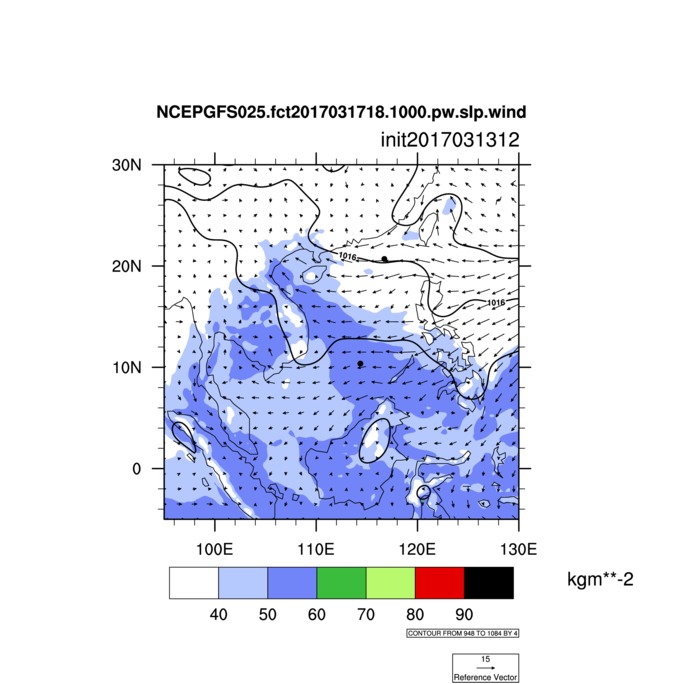 NCEPGFS025.fct2017031718.1000.pw.slp.wind
init2017031312
30N
1016
20N
1016
10N
0
100E 110E 120E 130E
kgm**-2
40 50 60 70 80 90
CONTOUR FROM 948 TO 1084 BY 4
15
Reference Vector